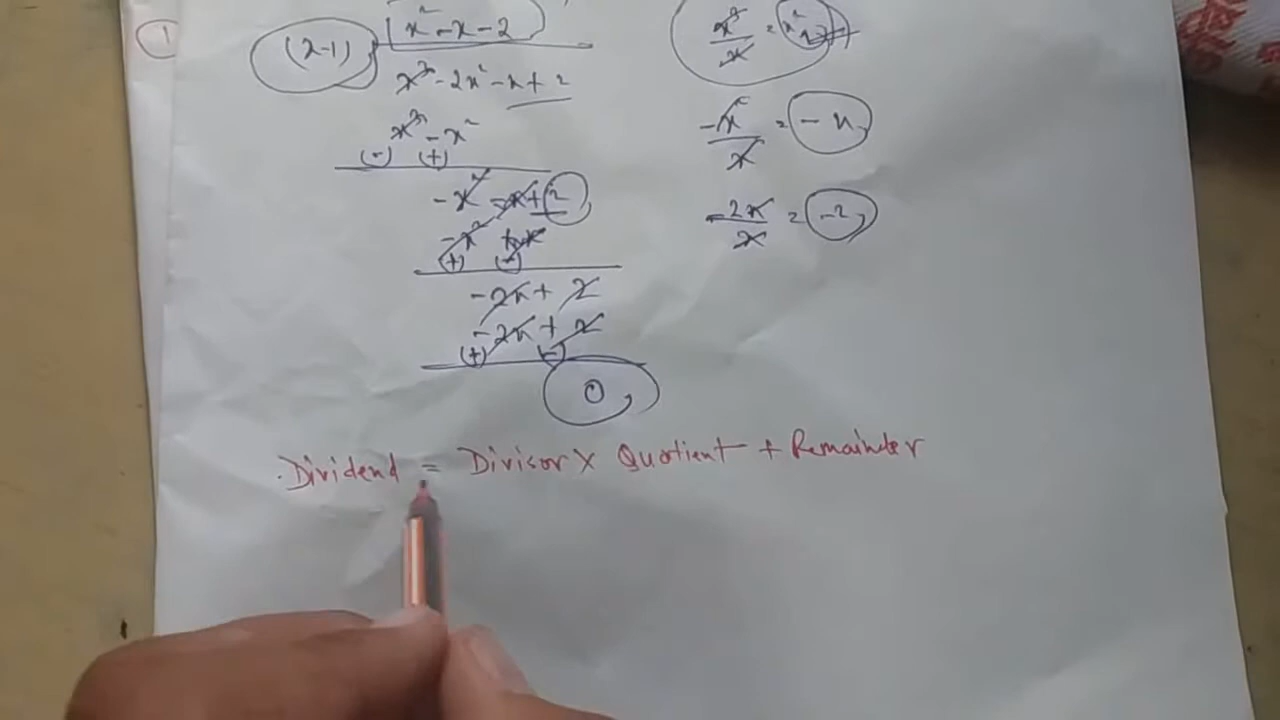 1
x² - x - 2
(x-1) x³ - 2x² - x + 2
x³ - x²
(-) (+)
-x² - x + 2
-x² + x
(+) (-)
-2x + 2
-2x + 2
(+) (-)
0
x³/x = x²
-x²/x = -x
-2x/x = -2
Dividend = Divisor X Quotient + Remainder